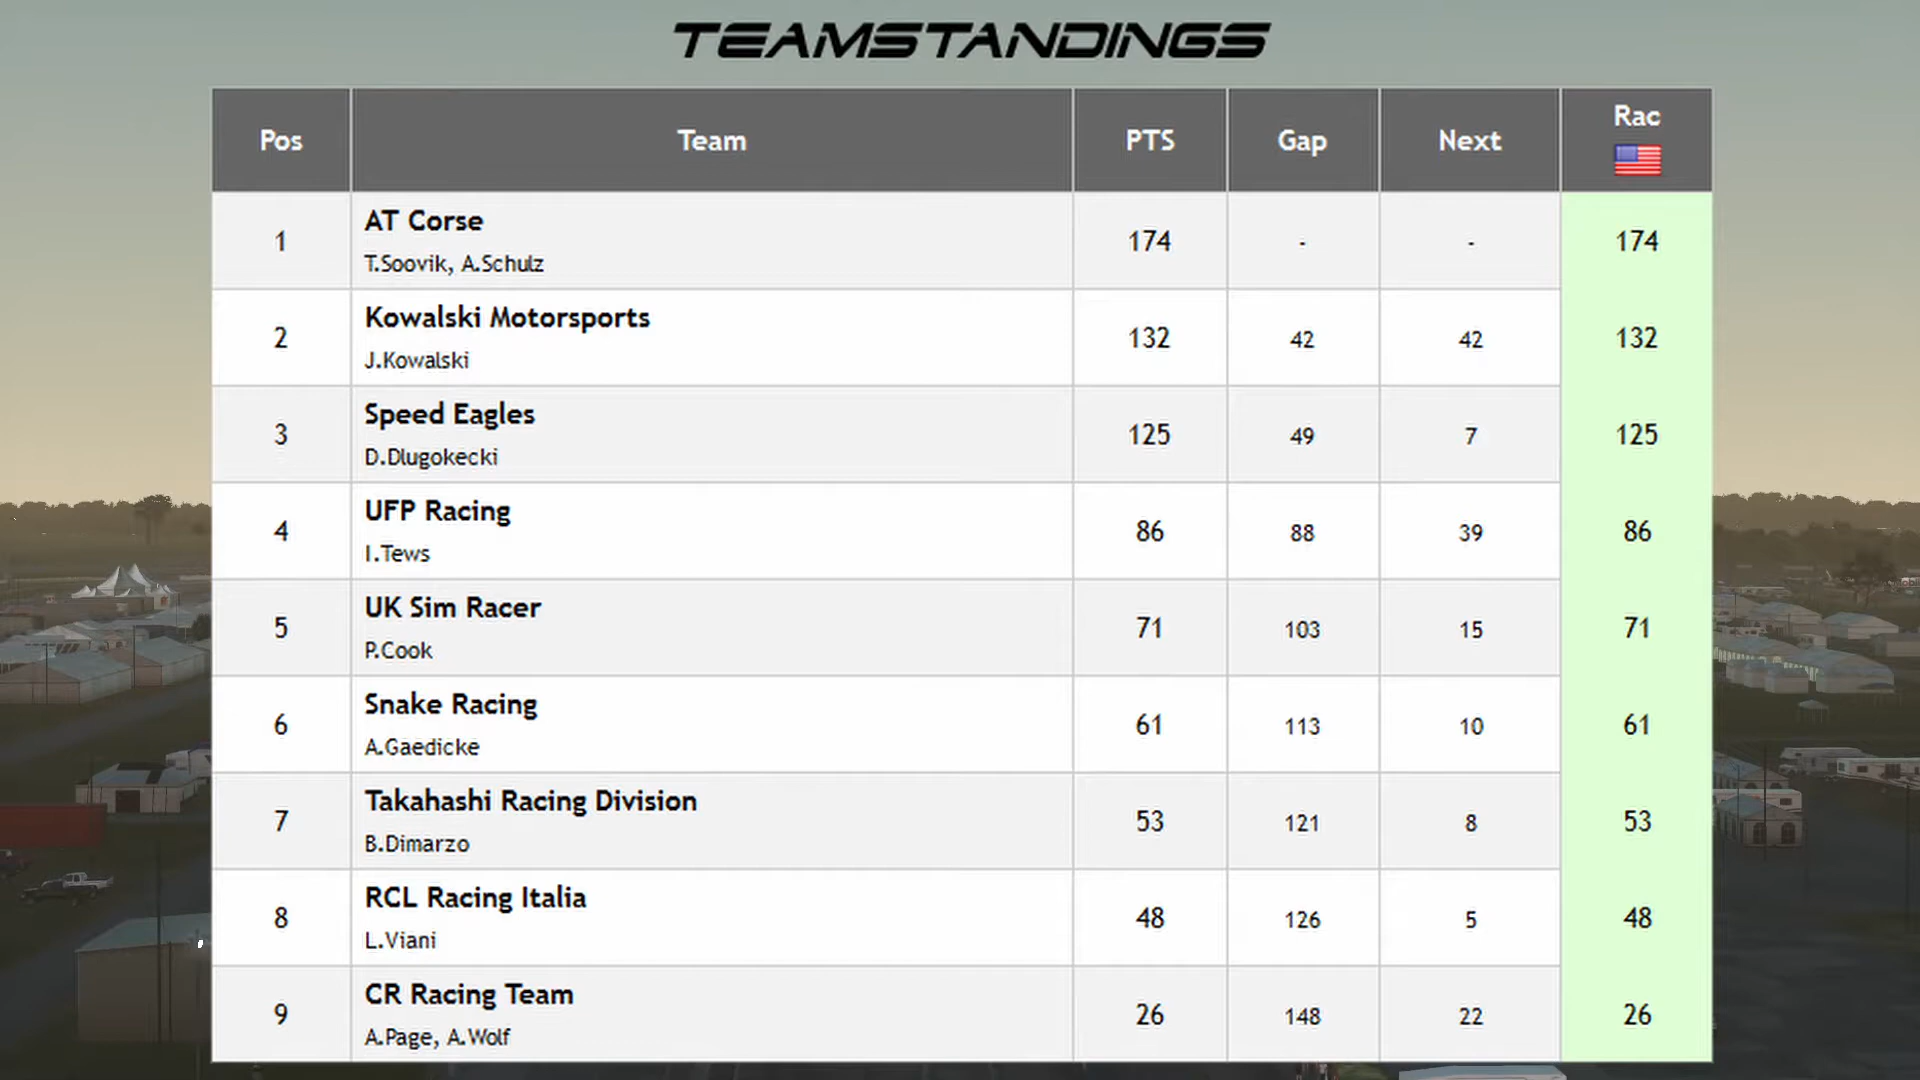 TEAMSTANDINGS
Pos Team PTS Gap Next Rac
1 AT Corse 174 - - 174
T.Soovik, A.Schulz
2 Kowalski Motorsports 132 42 42 132
J.Kowalski
3 Speed Eagles 125 49 7 125
D.Dlugokecki
4 UFP Racing 86 88 39 86
I.Tews
5 UK Sim Racer 71 103 15 71
P.Cook
6 Snake Racing 61 113 10 61
A.Gaedicke
7 Takahashi Racing Division 53 121 8 53
B.Dimarzo
8 RCL Racing Italia 48 126 5 48
L.Viani
9 CR Racing Team 26 148 22 26
A.Page, A.Wolf